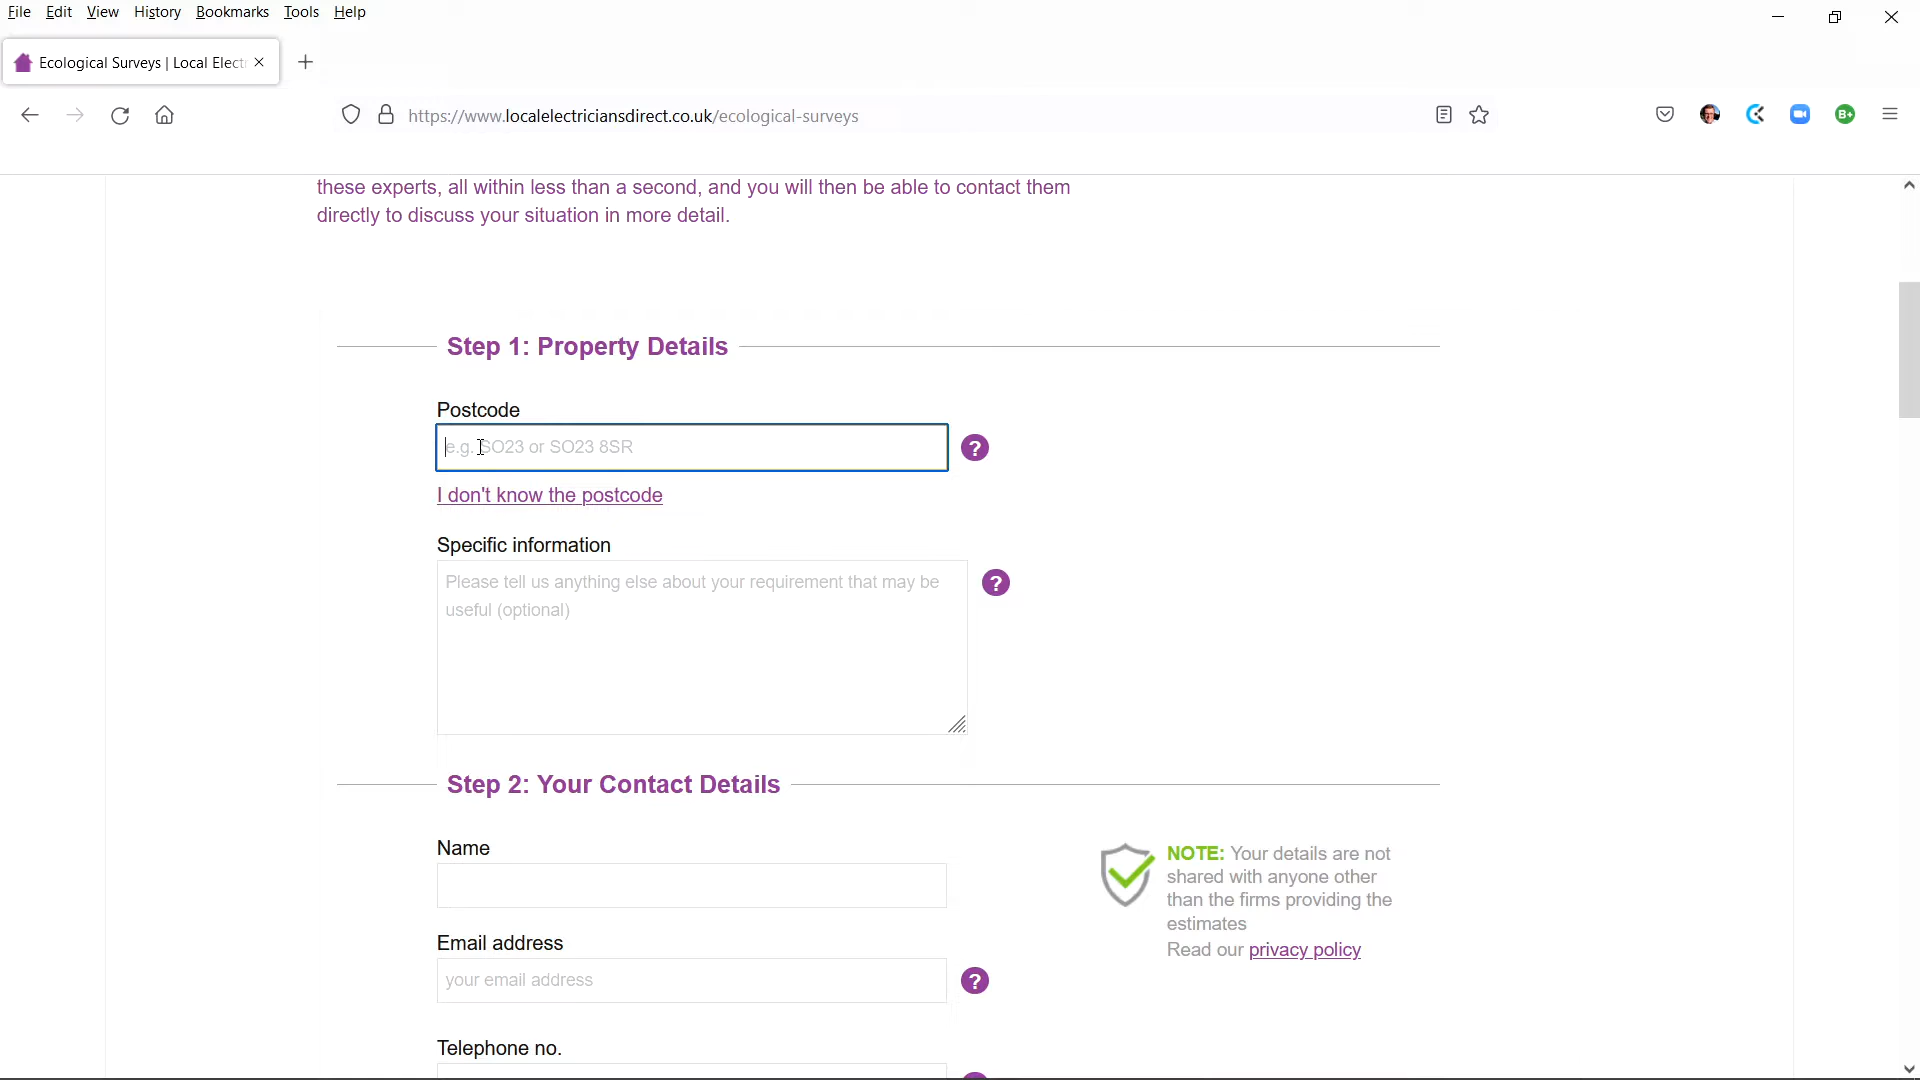 File Edit View History Bookmarks Tools Help
Ecological Surveys | Local Elect
https://www.localelectriciansdirect.co.uk/ecological-surveys
B+
these experts, all within less than a second, and you will then be able to contact them
directly to discuss your situation in more detail.
Step 1: Property Details
Postcode
e.g. SO23 or SO23 8SR
?
I don't know the postcode
Specific information
Please tell us anything else about your requirement that may be
useful (optional)
?
Step 2: Your Contact Details
Name
NOTE: Your details are not
shared with anyone other
than the firms providing the
estimates
Read our privacy policy
Email address
your email address
?
Telephone no.